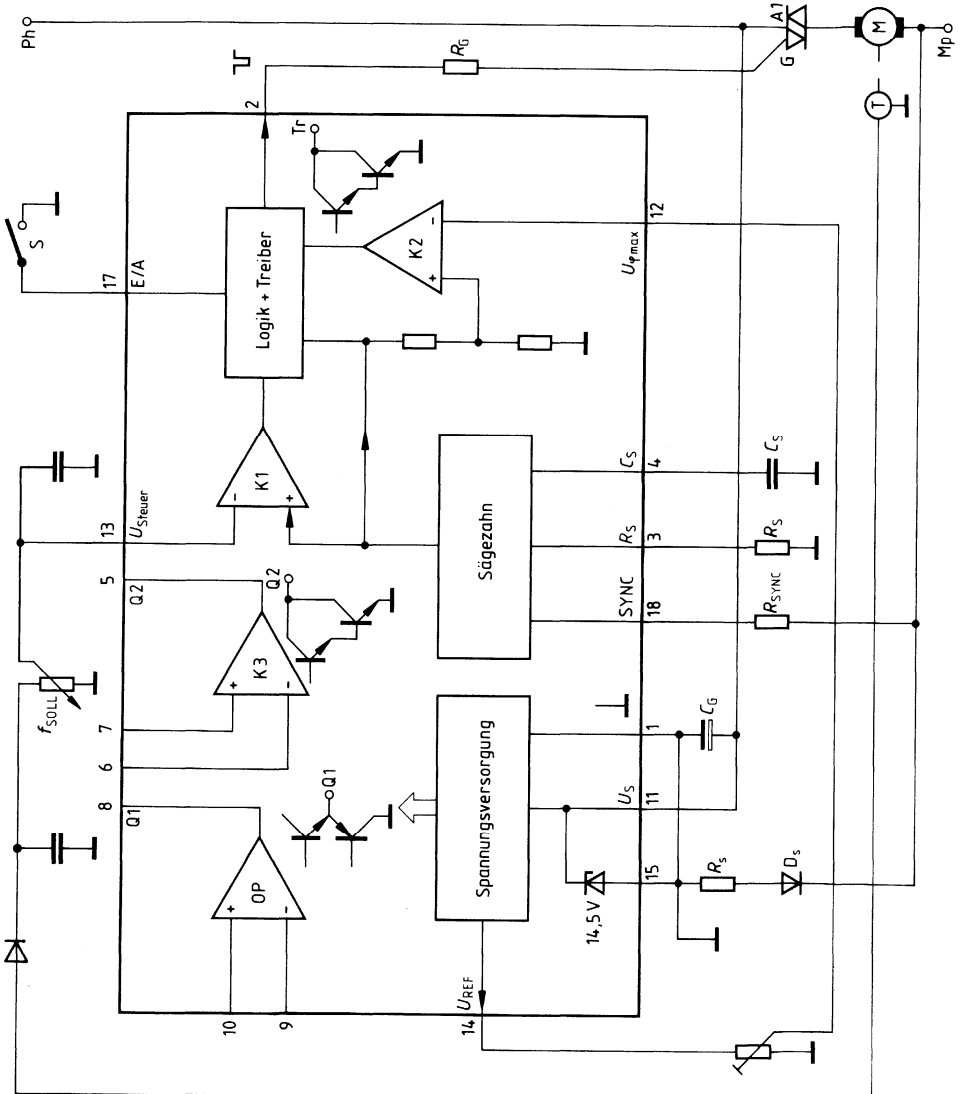 Ph
A1
G
M
Mp
R_G
T
2
Tr
S
17
E/A
Logik + Treiber
K2
+
−
12
U_φmax
K1
−
+
13
U_Steuer
Sägezahn
C_S
4
C_S
R_S
3
R_S
SYNC
18
R_SYNC
5
Q2
Q2
K3
+
−
f_SOLL
7
6
8
Q1
Q1
OP
+
−
10
9
Spannungsversorgung
1
C_G
U_S
11
15
14,5 V
R_s
D_s
U_REF
14